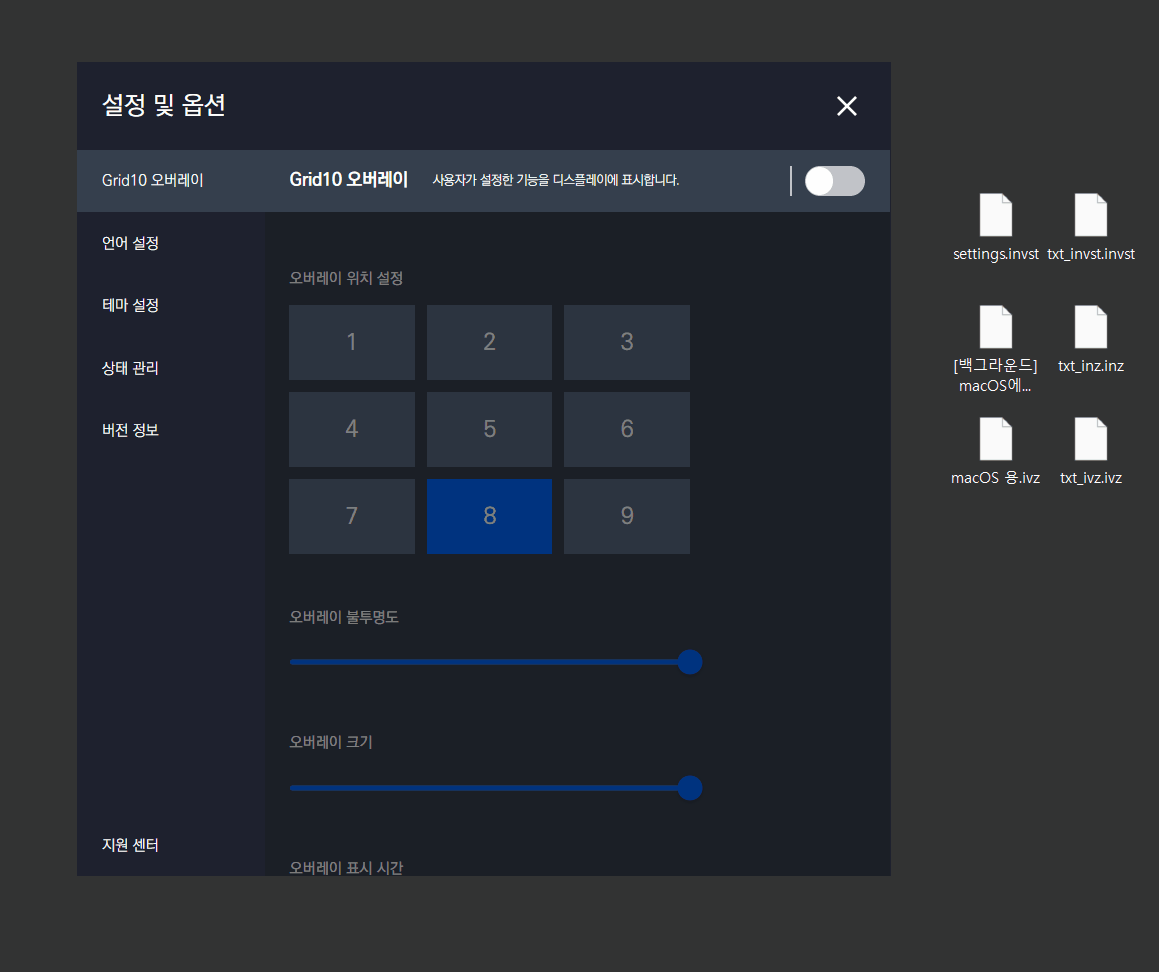 설정 및 옵션
Grid10 오버레이
Grid10 오버레이 사용자가 설정한 기능을 디스플레이에 표시합니다.
언어 설정
테마 설정
상태 관리
버전 정보
지원 센터
오버레이 위치 설정
1 2 3
4 5 6
7 8 9
오버레이 불투명도
오버레이 크기
오버레이 표시 시간
settings.invst txt_invst.invst
[백그라운드]
macOS에...
txt_inz.inz
macOS 용.ivz txt_ivz.ivz